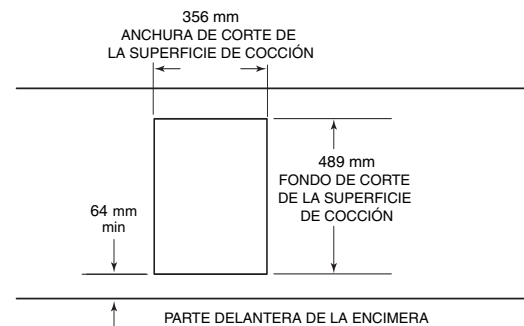 356 mm
ANCHURA DE CORTE DE
LA SUPERFICIE DE COCCIÓN
489 mm
FONDO DE CORTE
DE LA SUPERFICIE
DE COCCIÓN
64 mm
min
PARTE DELANTERA DE LA ENCIMERA